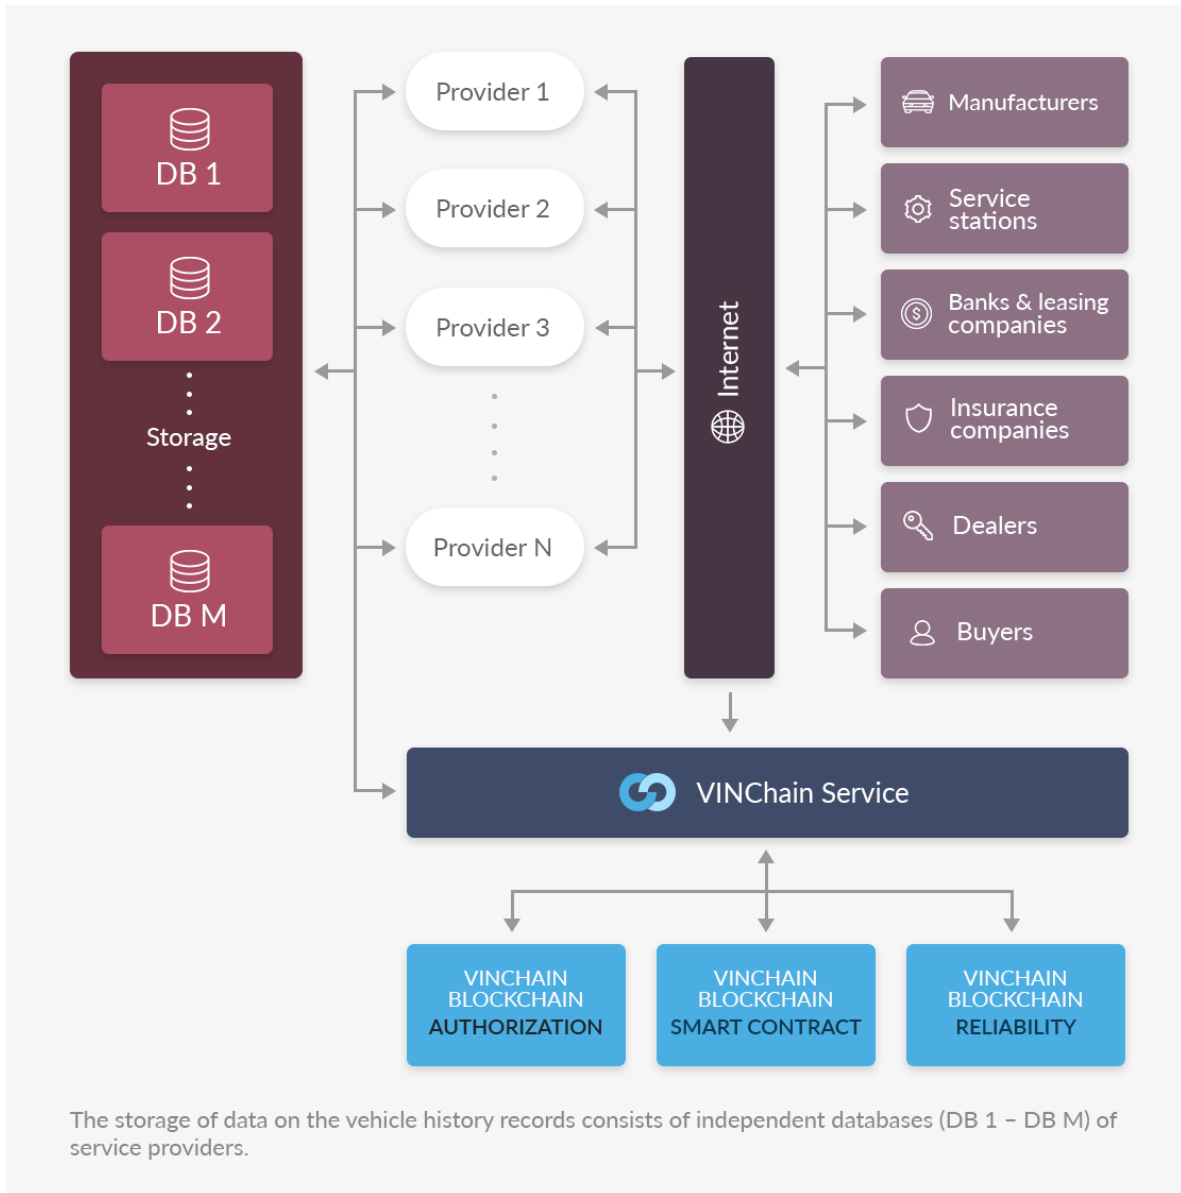 DB 1
DB 2
Storage
DB M
Provider 1
Provider 2
Provider 3
Provider N
Internet
Manufacturers
Service
stations
Banks & leasing
companies
Insurance
companies
Dealers
Buyers
VINChain Service
VINCHAIN
BLOCKCHAIN
AUTHORIZATION
VINCHAIN
BLOCKCHAIN
SMART CONTRACT
VINCHAIN
BLOCKCHAIN
RELIABILITY
The storage of data on the vehicle history records consists of independent databases (DB 1 – DB M) of
service providers.